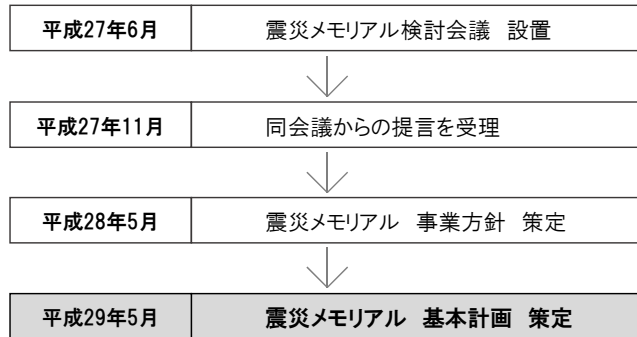 平成27年6月　震災メモリアル検討会議　設置
平成27年11月　同会議からの提言を受理
平成28年5月　震災メモリアル　事業方針　策定
平成29年5月　震災メモリアル　基本計画　策定